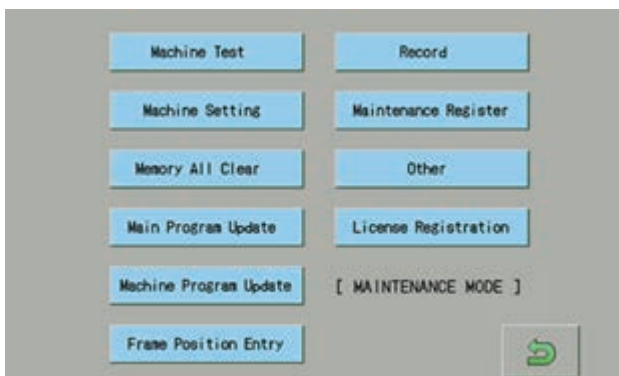 Machine Test
Machine Setting
Memory All Clear
Main Program Update
Machine Program Update
Frame Position Entry
Record
Maintenance Register
Other
License Registration
[ MAINTENANCE MODE ]